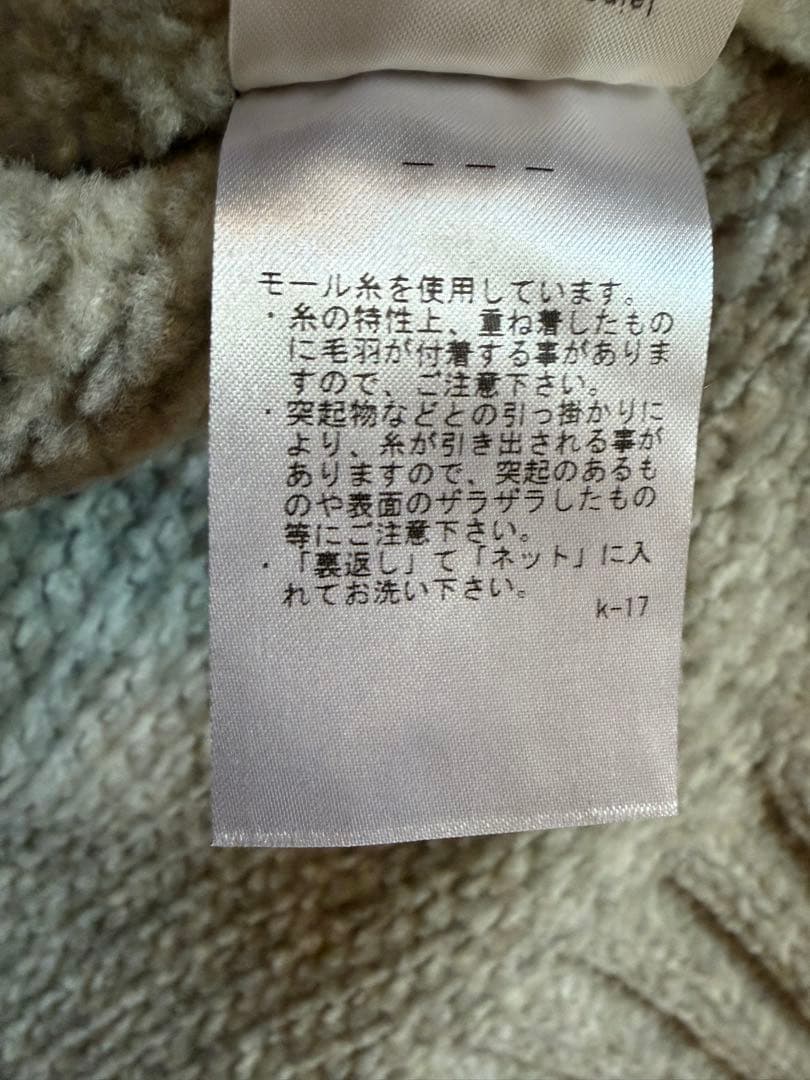 — — —
モール糸を使用しています。
・糸の特性上、重ね着したもの
に毛羽が付着する事がありま
すので、ご注意下さい。
・突起物などとの引っ掛かりに
より、糸が引き出される事が
ありますので、突起のあるも
のや表面のザラザラしたもの
等にご注意下さい。
・「裏返し」て「ネット」に入
れてお洗い下さい。
k-17